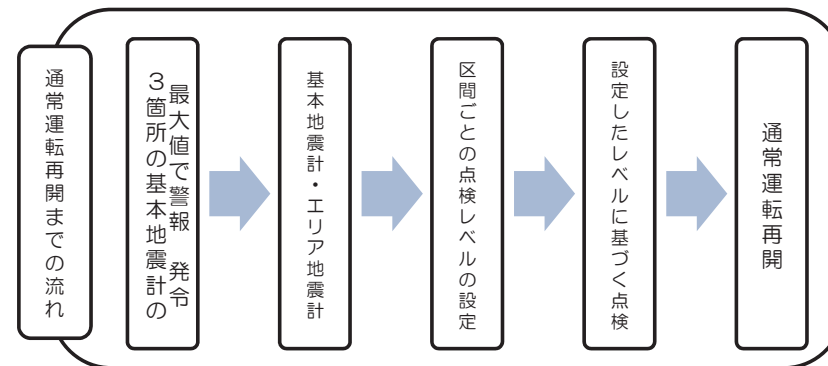 通常運転再開までの流れ
最大値で警報 発令
３箇所の基本地震計の
基本地震計・エリア地震計
区間ごとの点検レベルの設定
設定したレベルに基づく点検
通常運転再開